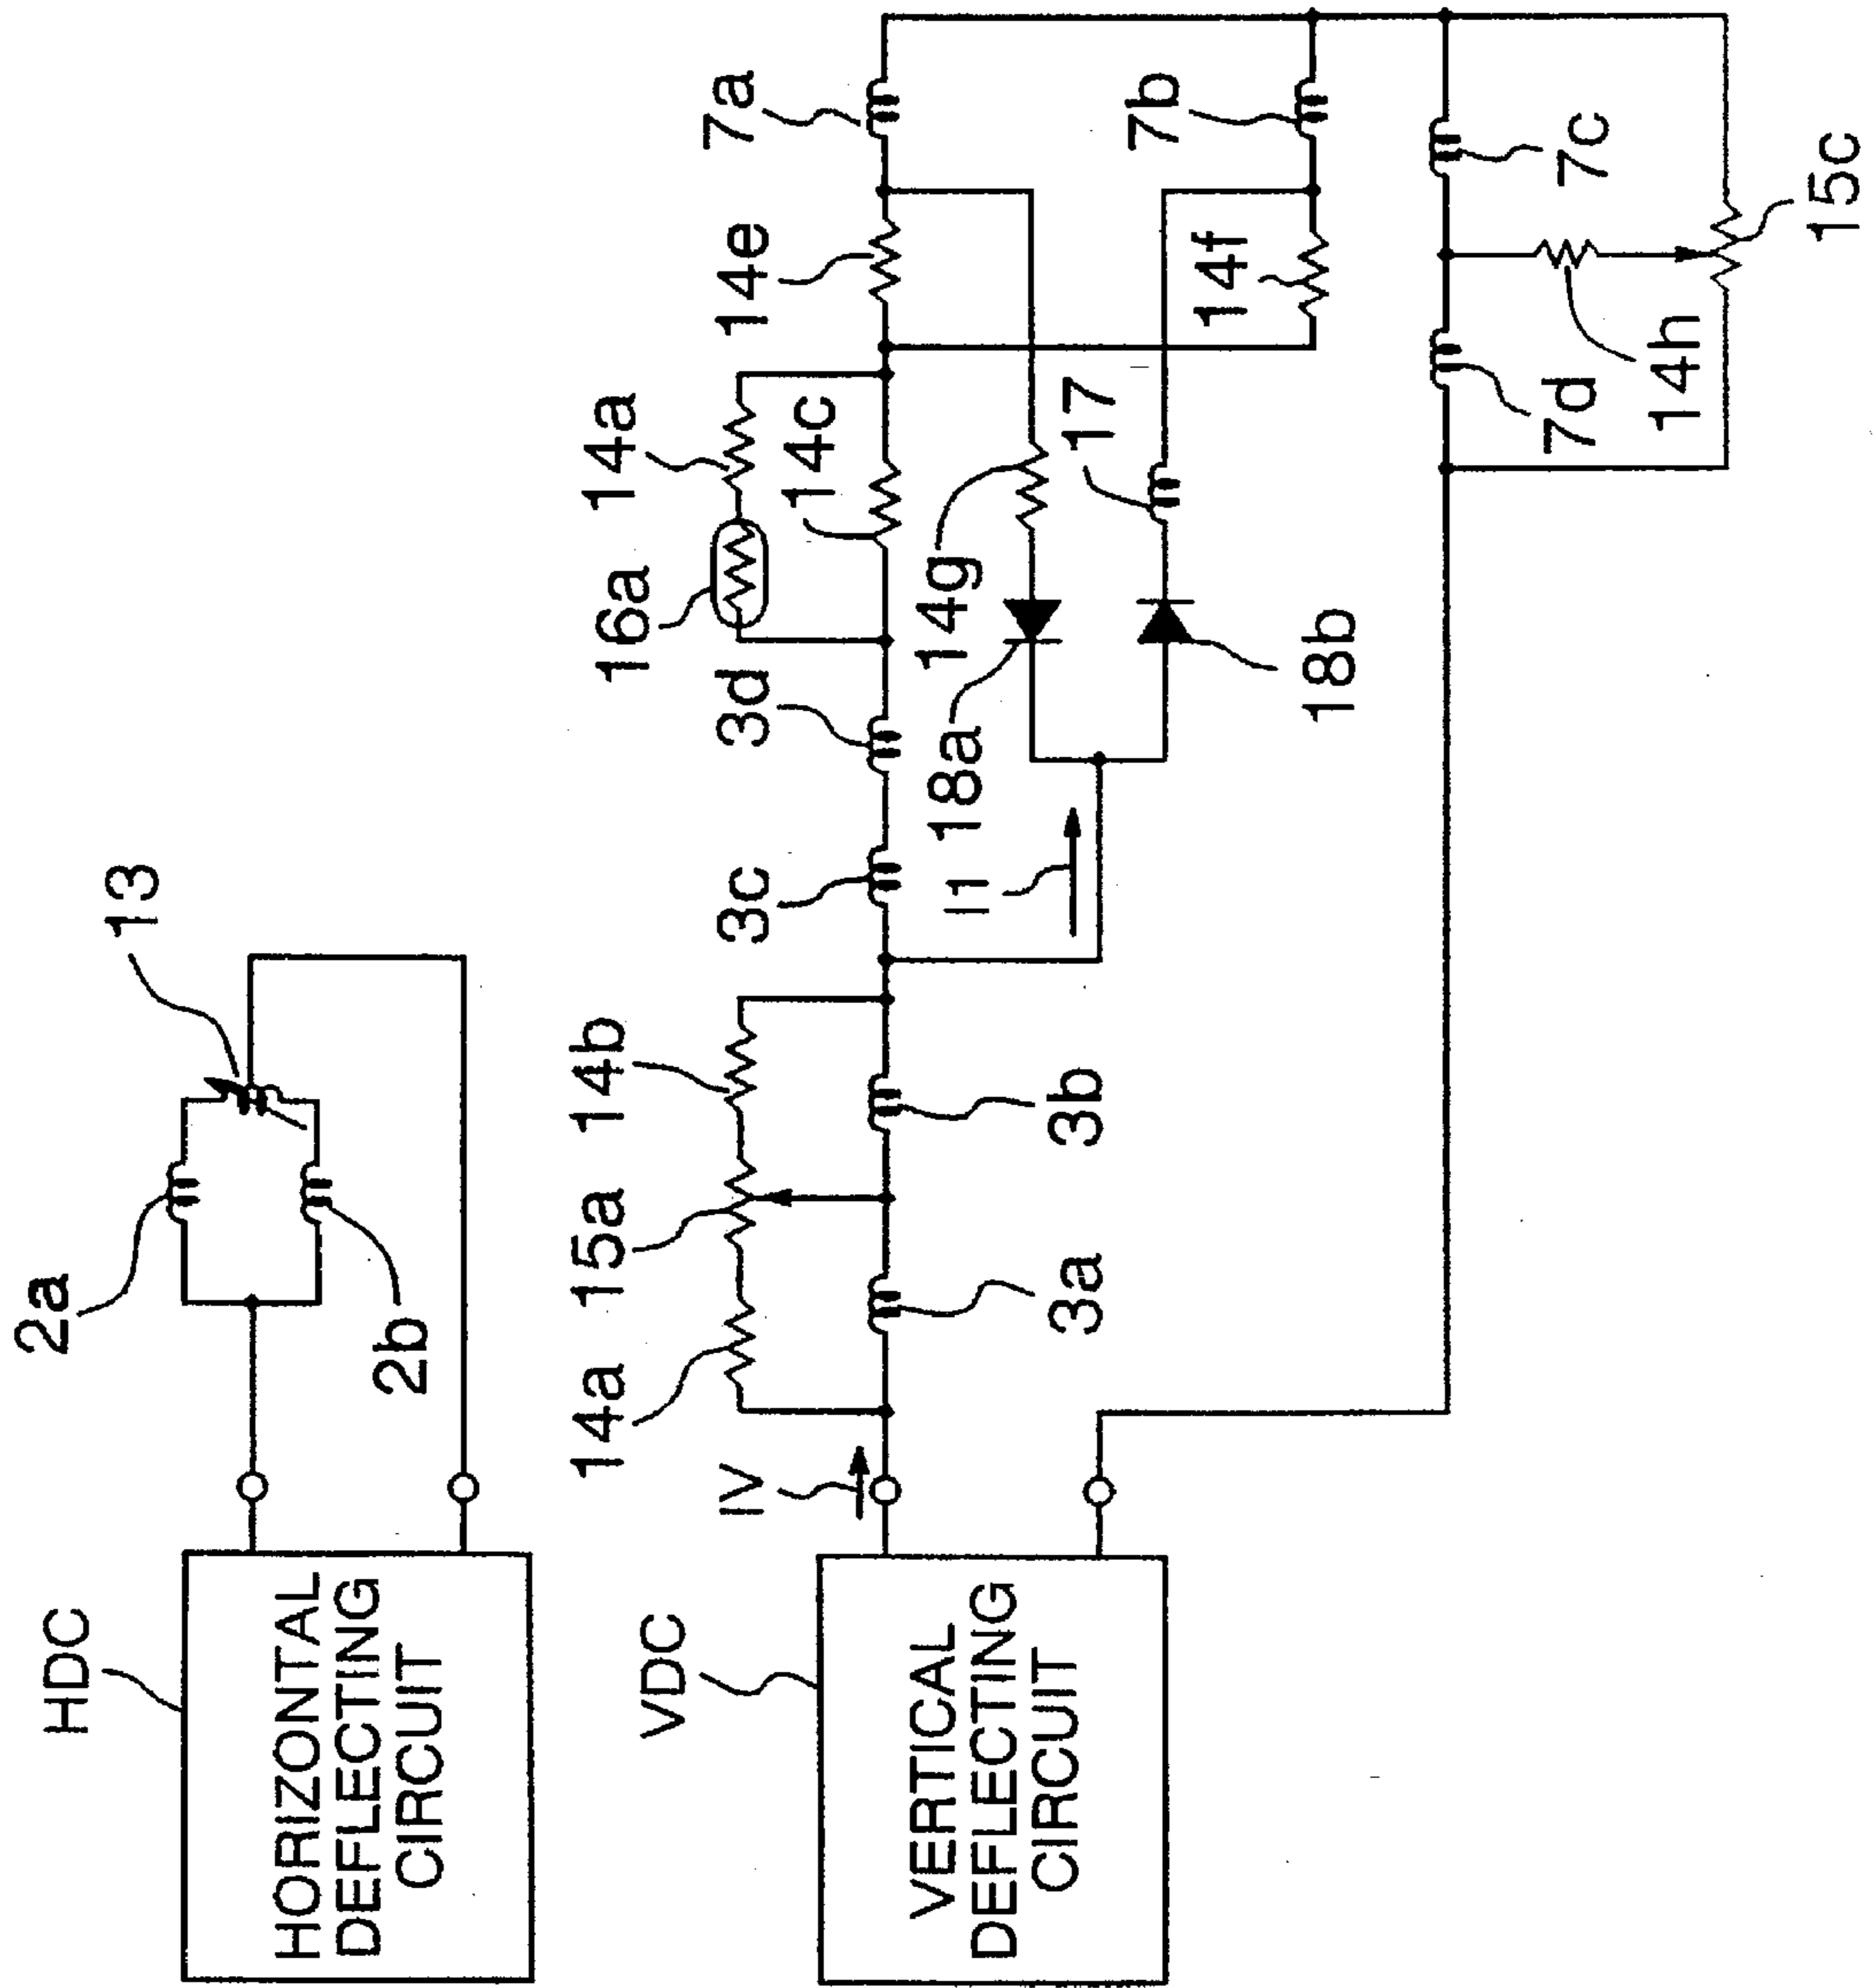 HDC
2a
13
HORIZONTAL
DEFLECTING
CIRCUIT
2b
VDC
14a
15a
14b
16a
14a
IV
3c
3d
14c
14e
7a
VERTICAL
DEFLECTING
CIRCUIT
3a
3b
I1
18a
14g
17
7b
18b
14f
7d
7c
14h
15c